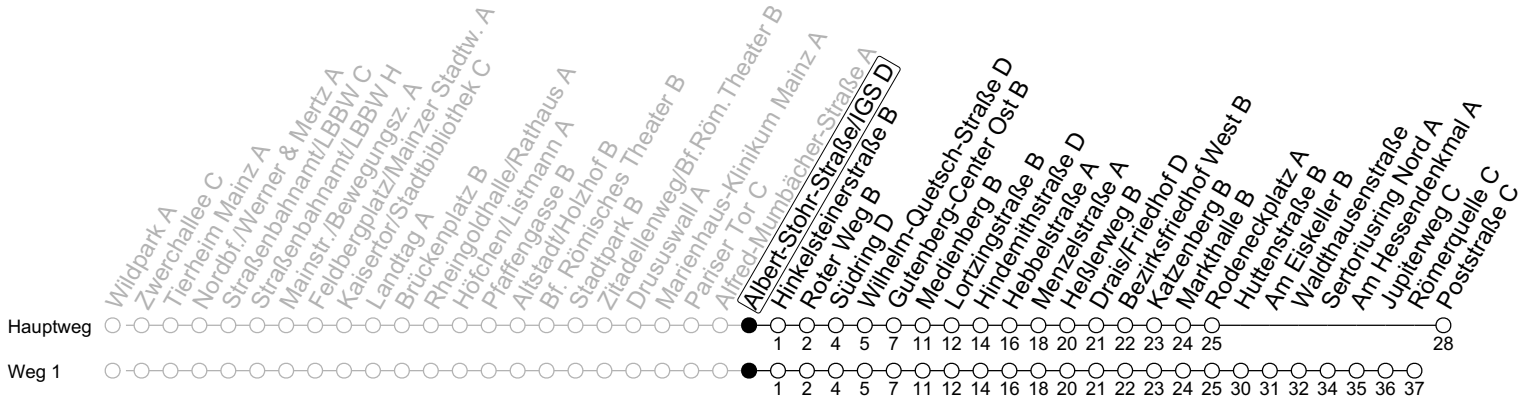 Wildpark A
Zwerchallee C
Tierheim Mainz A
Nordbf./Werner & Mertz A
Straßenbahnamt/LBBW C
Straßenbahnamt/LBBW H
Mainstr./Bewegungsz. A
Feldbergplatz/Mainzer Stadtw. A
Kaisertor/Stadtbibliothek C
Landtag A
Brückenplatz B
Rheingoldhalle/Rathaus A
Höfchen/Listmann A
Pfaffengasse B
Altstadt/Holzhof B
Bf. Römisches Theater B
Stadtpark B
Zitadellenweg/Bf.Röm.Theater B
Drususwall A
Marienhaus-Klinikum Mainz A
Pariser Tor C
Alfred-Mumbächer-Straße A
Albert-Stohr-Straße/IGS D
Hinkelsteinerstraße B
Roter Weg B
Südring D
Wilhelm-Quetsch-Straße D
Gutenberg-Center Ost B
Medienberg B
Lortzingstraße B
Hindemithstraße D
Hebbelstraße A
Menzelstraße A
Heßlerweg B
Drais/Friedhof D
Bezirksfriedhof West B
Katzenberg B
Markthalle B
Rodeneckplatz A
Huttenstraße B
Am Eiskeller B
Waldthausenstraße
Sertoriusring Nord A
Am Hessendenkmal A
Jupiterweg C
Römerquelle C
Poststraße C
Hauptweg
1 2 4 5 7 11 12 14 16 18 20 21 22 23 24 25 28
Weg 1
1 2 4 5 7 11 12 14 16 18 20 21 22 23 24 25 30 31 32 34 35 36 37